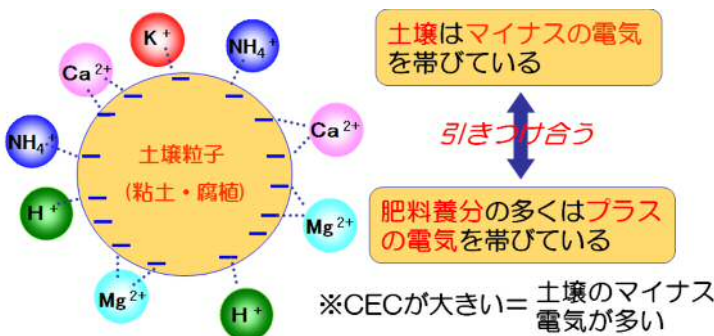 K⁺
NH₄⁺
Ca²⁺
土壌はマイナスの電気
を帯びている
引きつけ合う
Ca²⁺
NH₄⁺
土壌粒子
(粘土・腐植)
H⁺
Mg²⁺
肥料養分の多くはプラス
の電気を帯びている
Mg²⁺
H⁺
※CECが大きい＝土壌のマイナス
電気が多い